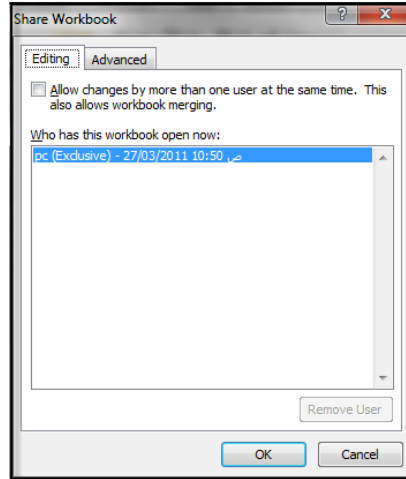 Share Workbook
Editing
Advanced
Allow changes by more than one user at the same time. This
also allows workbook merging.
Who has this workbook open now:
pc (Exclusive) - 27/03/2011 10:50 ص
Remove User
OK
Cancel